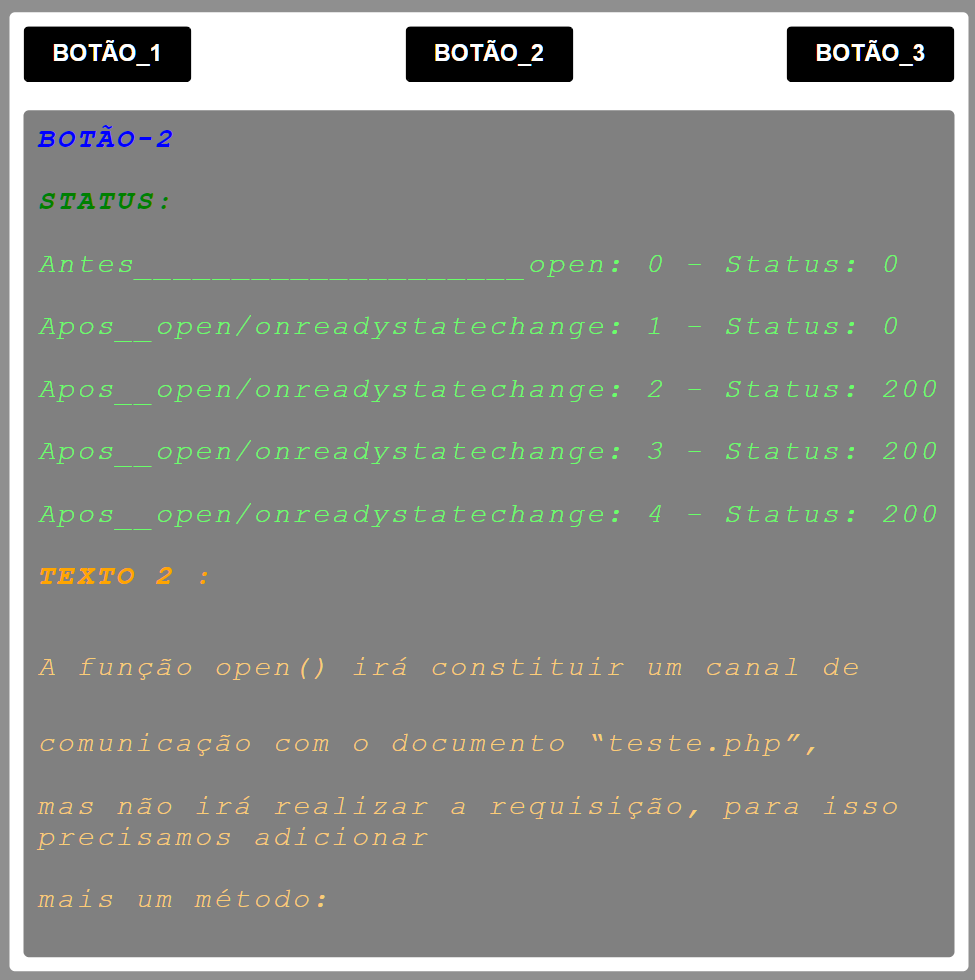 BOTÃO_1 BOTÃO_2 BOTÃO_3
BOTÃO-2
STATUS:
Antes____________________open: 0 - Status: 0
Apos__open/onreadystatechange: 1 - Status: 0
Apos__open/onreadystatechange: 2 - Status: 200
Apos__open/onreadystatechange: 3 - Status: 200
Apos__open/onreadystatechange: 4 - Status: 200
TEXTO 2 :
A função open() irá constituir um canal de
comunicação com o documento “teste.php”,
mas não irá realizar a requisição, para isso
precisamos adicionar
mais um método: